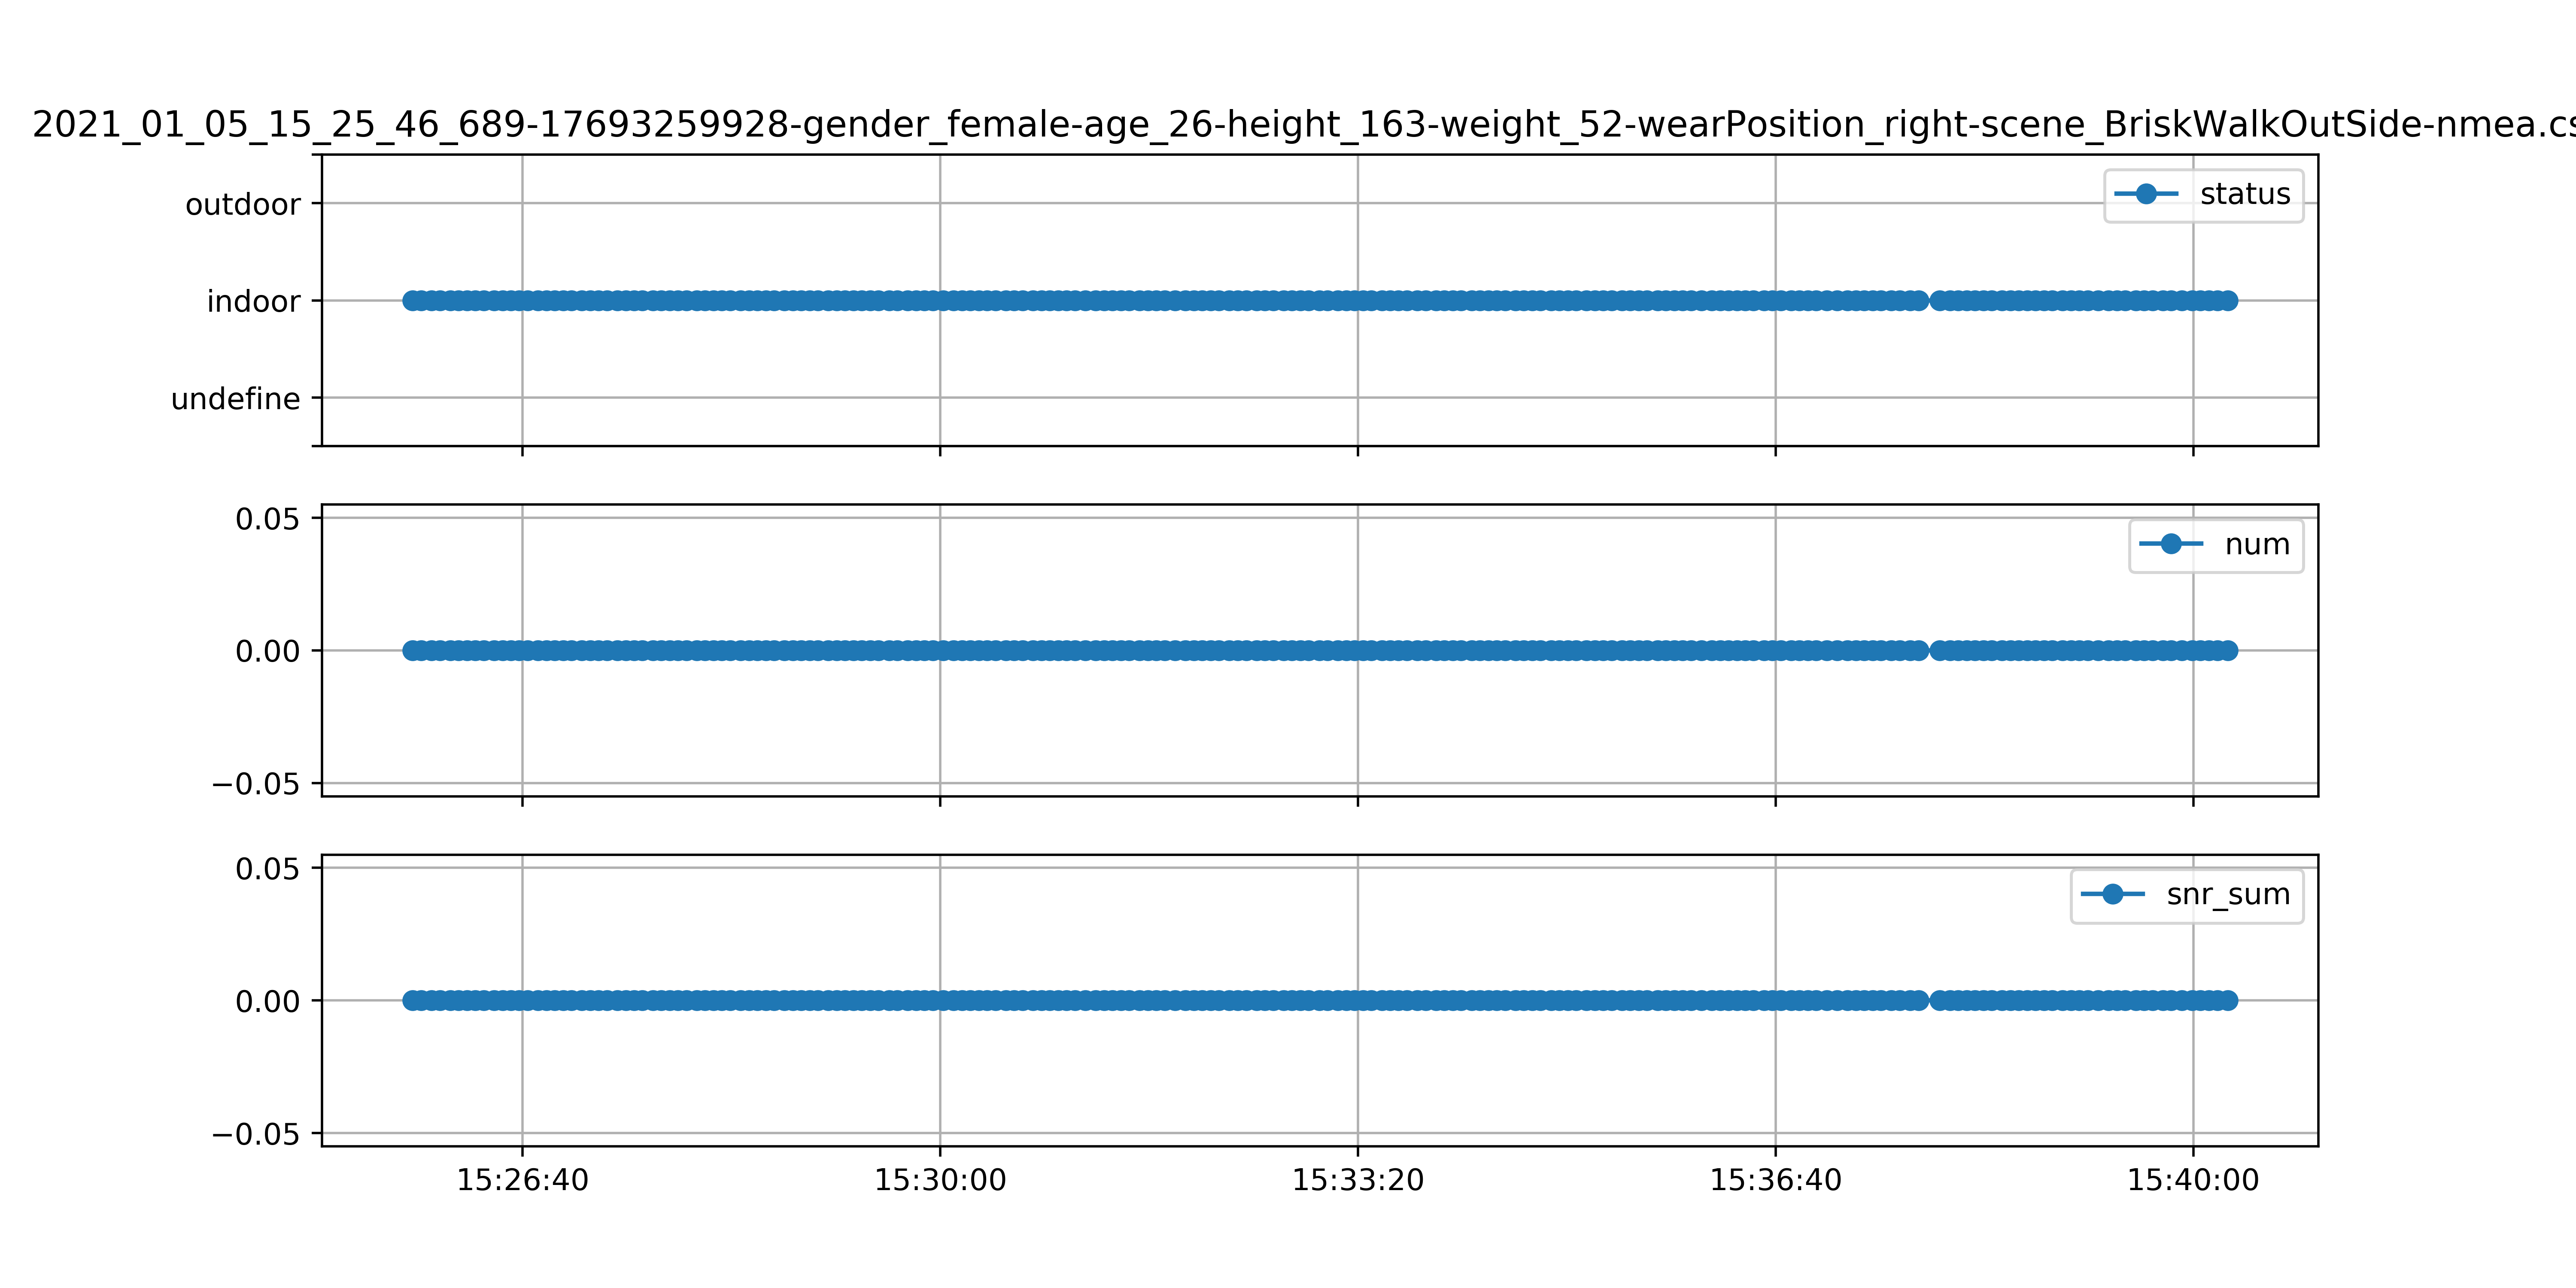 2021_01_05_15_25_46_689-17693259928-gender_female-age_26-height_163-weight_52-wearPosition_right-scene_BriskWalkOutSide-nmea.cs
outdoor
status
indoor
undefine
0.05
num
0.00
−0.05
0.05
snr_sum
0.00
−0.05
15:26:40 15:30:00 15:33:20 15:36:40 15:40:00